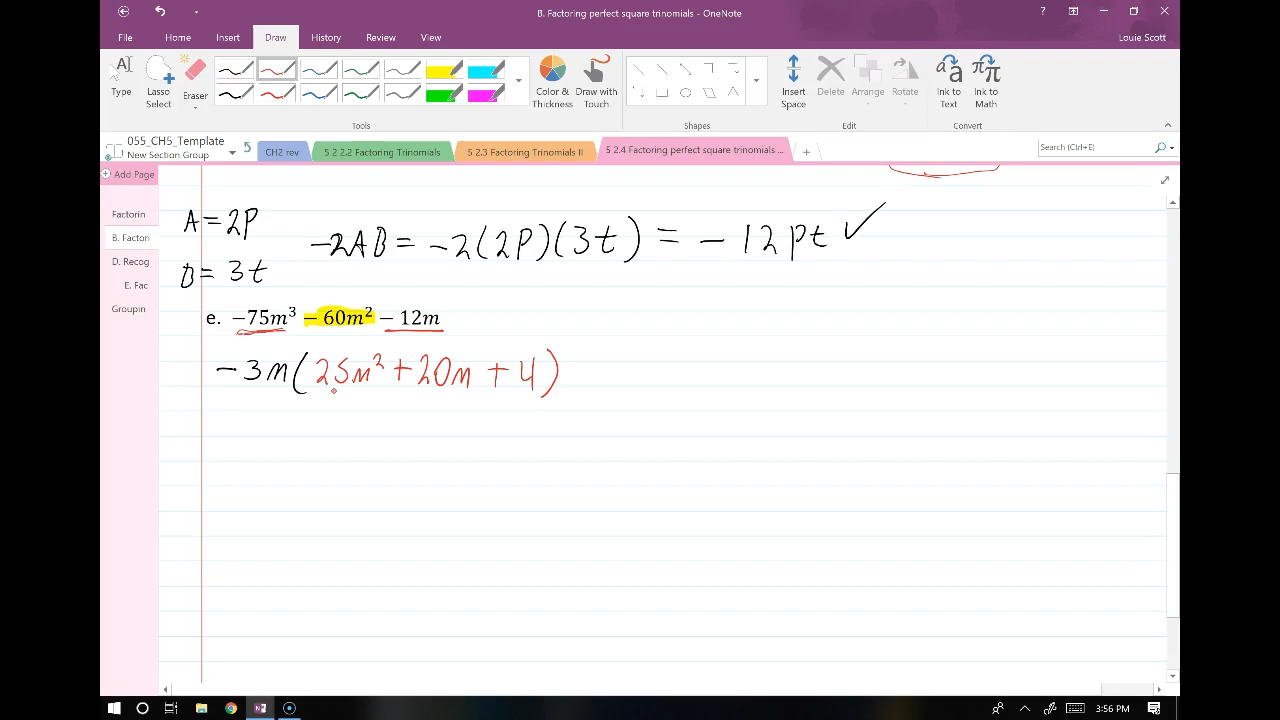 B. Factoring perfect square trinomials - OneNote
File Home Insert Draw History Review View
Louie Scott
Type
Lasso Select
Eraser
Color & Thickness
Draw with Touch
Insert Space
Delete
Arrange
Rotate
Ink to Text
Ink to Math
Tools
Shapes
Edit
Convert
055_CH5_Template
New Section Group
CH2 rev
5 2 2.2 Factoring Trinomials
5 2.3 Factoring Trinomials II
5 2.4 Factoring perfect square trinomials ...
Search (Ctrl+E)
Add Page
Factorin
B. Factori
D. Recog
E. Fac
Groupin
A = 2P
-2AB = -2(2P)(3t) = -12pt ✓
B = 3t
e. −75m³ − 60m² − 12m
-3m(25m² + 20m + 4)
3:56 PM